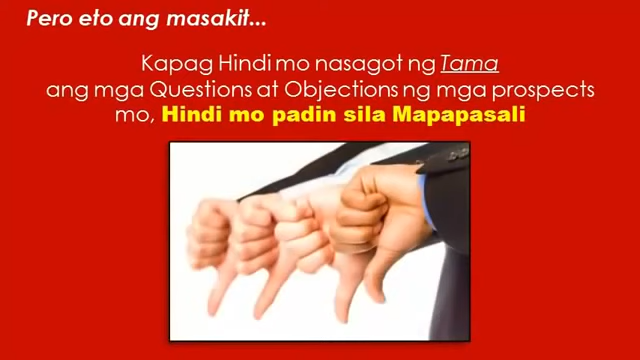 Pero eto ang masakit...
Kapag Hindi mo nasagot ng Tama
ang mga Questions at Objections ng mga prospects
mo, Hindi mo padin sila Mapapasali